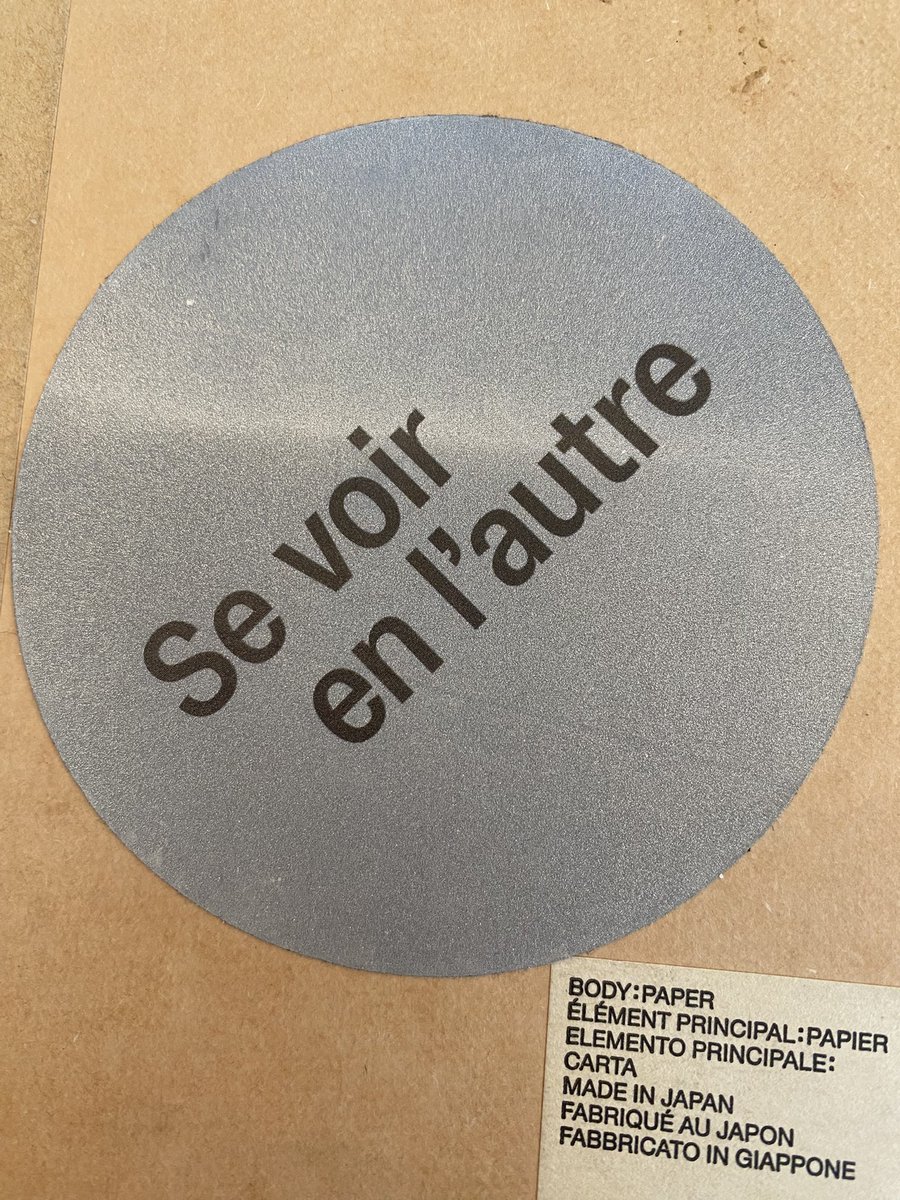 Se voir
en l’autre
BODY:PAPER
ÉLÉMENT PRINCIPAL:PAPIER
ELEMENTO PRINCIPALE:
CARTA
MADE IN JAPAN
FABRIQUÉ AU JAPON
FABBRICATO IN GIAPPONE